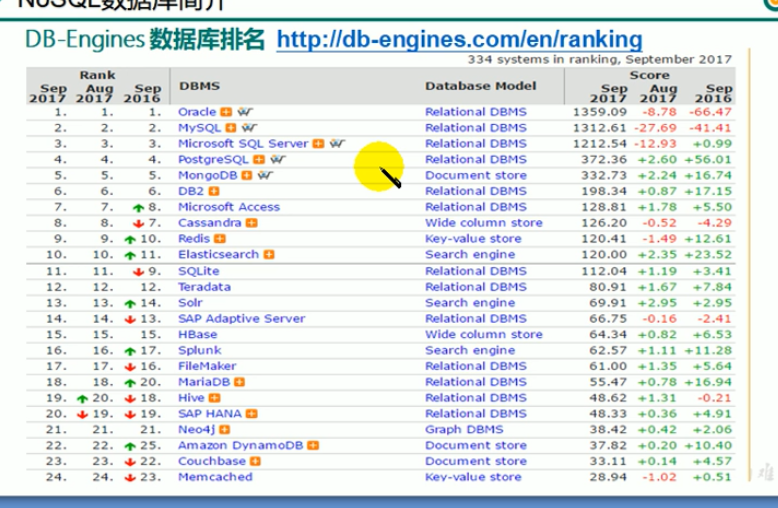 NoSQL数据库简介
DB-Engines 数据库排名 http://db-engines.com/en/ranking
334 systems in ranking, September 2017
Rank Score
Sep 2017 Aug 2017 Sep 2016 DBMS Database Model Sep 2017 Aug 2017 Sep 2016
1. 1. 1. Oracle Relational DBMS 1359.09 -8.78 -66.47
2. 2. 2. MySQL Relational DBMS 1312.61 -27.69 -41.41
3. 3. 3. Microsoft SQL Server Relational DBMS 1212.54 -12.93 +0.99
4. 4. 4. PostgreSQL Relational DBMS 372.36 +2.60 +56.01
5. 5. 5. MongoDB Document store 332.73 +2.24 +16.74
6. 6. 6. DB2 Relational DBMS 198.34 +0.87 +17.15
7. 7. 8. Microsoft Access Relational DBMS 128.81 +1.78 +5.50
8. 8. 7. Cassandra Wide column store 126.20 -0.52 -4.29
9. 9. 10. Redis Key-value store 120.41 -1.49 +12.61
10. 10. 11. Elasticsearch Search engine 120.00 +2.35 +23.52
11. 11. 9. SQLite Relational DBMS 112.04 +1.19 +3.41
12. 12. 12. Teradata Relational DBMS 80.91 +1.67 +7.84
13. 13. 14. Solr Search engine 69.91 +2.95 +2.95
14. 14. 13. SAP Adaptive Server Relational DBMS 66.75 -0.16 -2.41
15. 15. 15. HBase Wide column store 64.34 +0.82 +6.53
16. 16. 17. Splunk Search engine 62.57 +1.11 +11.28
17. 17. 16. FileMaker Relational DBMS 61.00 +1.35 +5.64
18. 18. 20. MariaDB Relational DBMS 55.47 +0.78 +16.94
19. 20. 18. Hive Relational DBMS 48.62 +1.31 -0.21
20. 19. 19. SAP HANA Relational DBMS 48.33 +0.36 +4.91
21. 21. 21. Neo4j Graph DBMS 38.42 +0.42 +2.06
22. 22. 25. Amazon DynamoDB Document store 37.82 +0.20 +10.40
23. 23. 22. Couchbase Document store 33.11 +0.14 +4.57
24. 24. 23. Memcached Key-value store 28.94 -1.02 +0.51